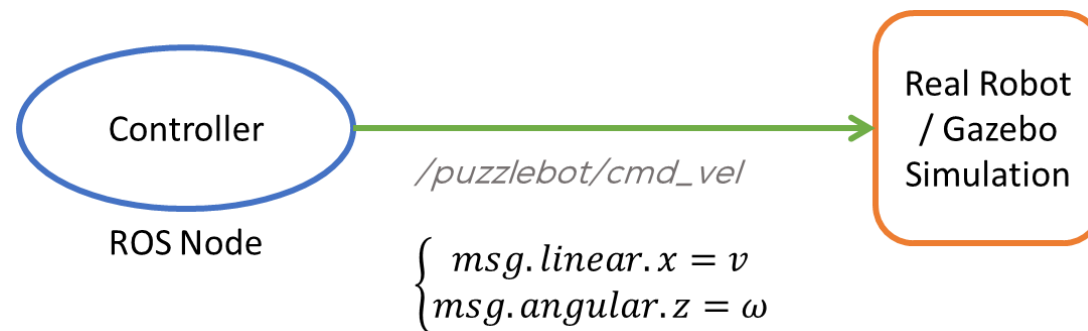 Controller
ROS Node
/puzzlebot/cmd_vel
msg.linear.x = v
msg.angular.z = ω
Real Robot
/ Gazebo
Simulation